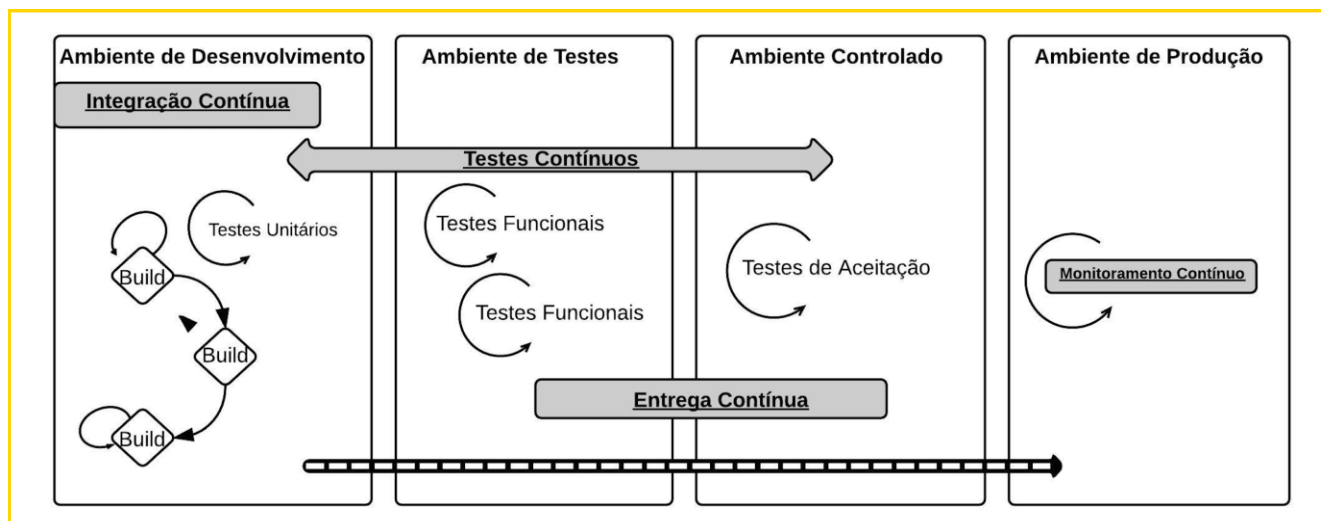 Ambiente de Desenvolvimento
Integração Contínua
Testes Unitários
Build
Build
Build
Ambiente de Testes
Testes Contínuos
Testes Funcionais
Testes Funcionais
Entrega Contínua
Ambiente Controlado
Testes de Aceitação
Ambiente de Produção
Monitoramento Contínuo